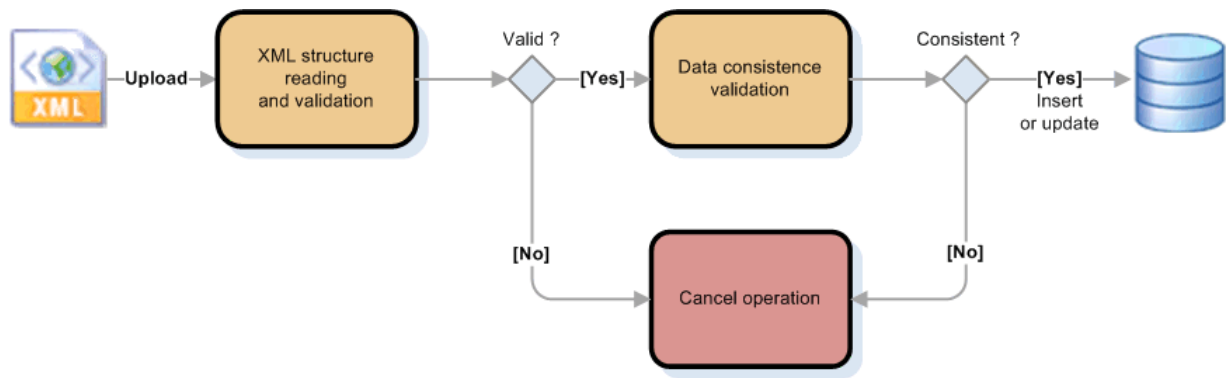 XML
Upload
XML structure
reading
and validation
Valid ?
[Yes]
Data consistence
validation
Consistent ?
[Yes]
Insert
or update
[No]
[No]
Cancel operation